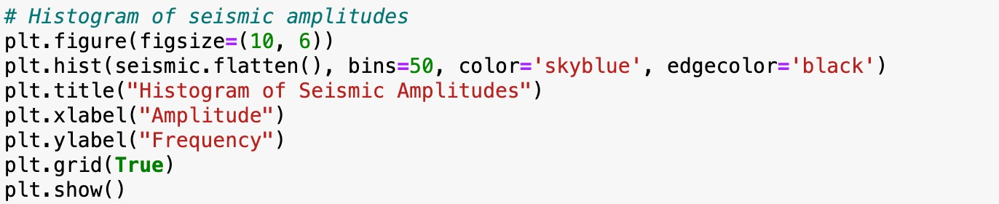 # Histogram of seismic amplitudes
plt.figure(figsize=(10, 6))
plt.hist(seismic.flatten(), bins=50, color='skyblue', edgecolor='black')
plt.title("Histogram of Seismic Amplitudes")
plt.xlabel("Amplitude")
plt.ylabel("Frequency")
plt.grid(True)
plt.show()